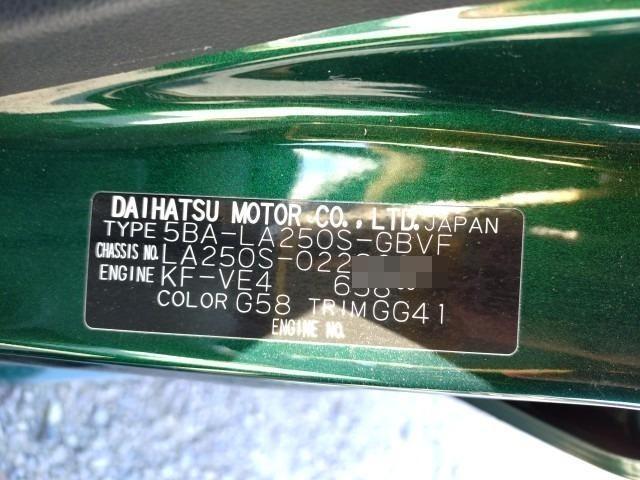 DAIHATSU MOTOR CO., LTD. JAPAN
TYPE 5BA-LA250S-GBVF
CHASSIS NO. LA250S-022
ENGINE KF-VE4 658
COLOR G58 TRIM GG41
ENGINE NO.